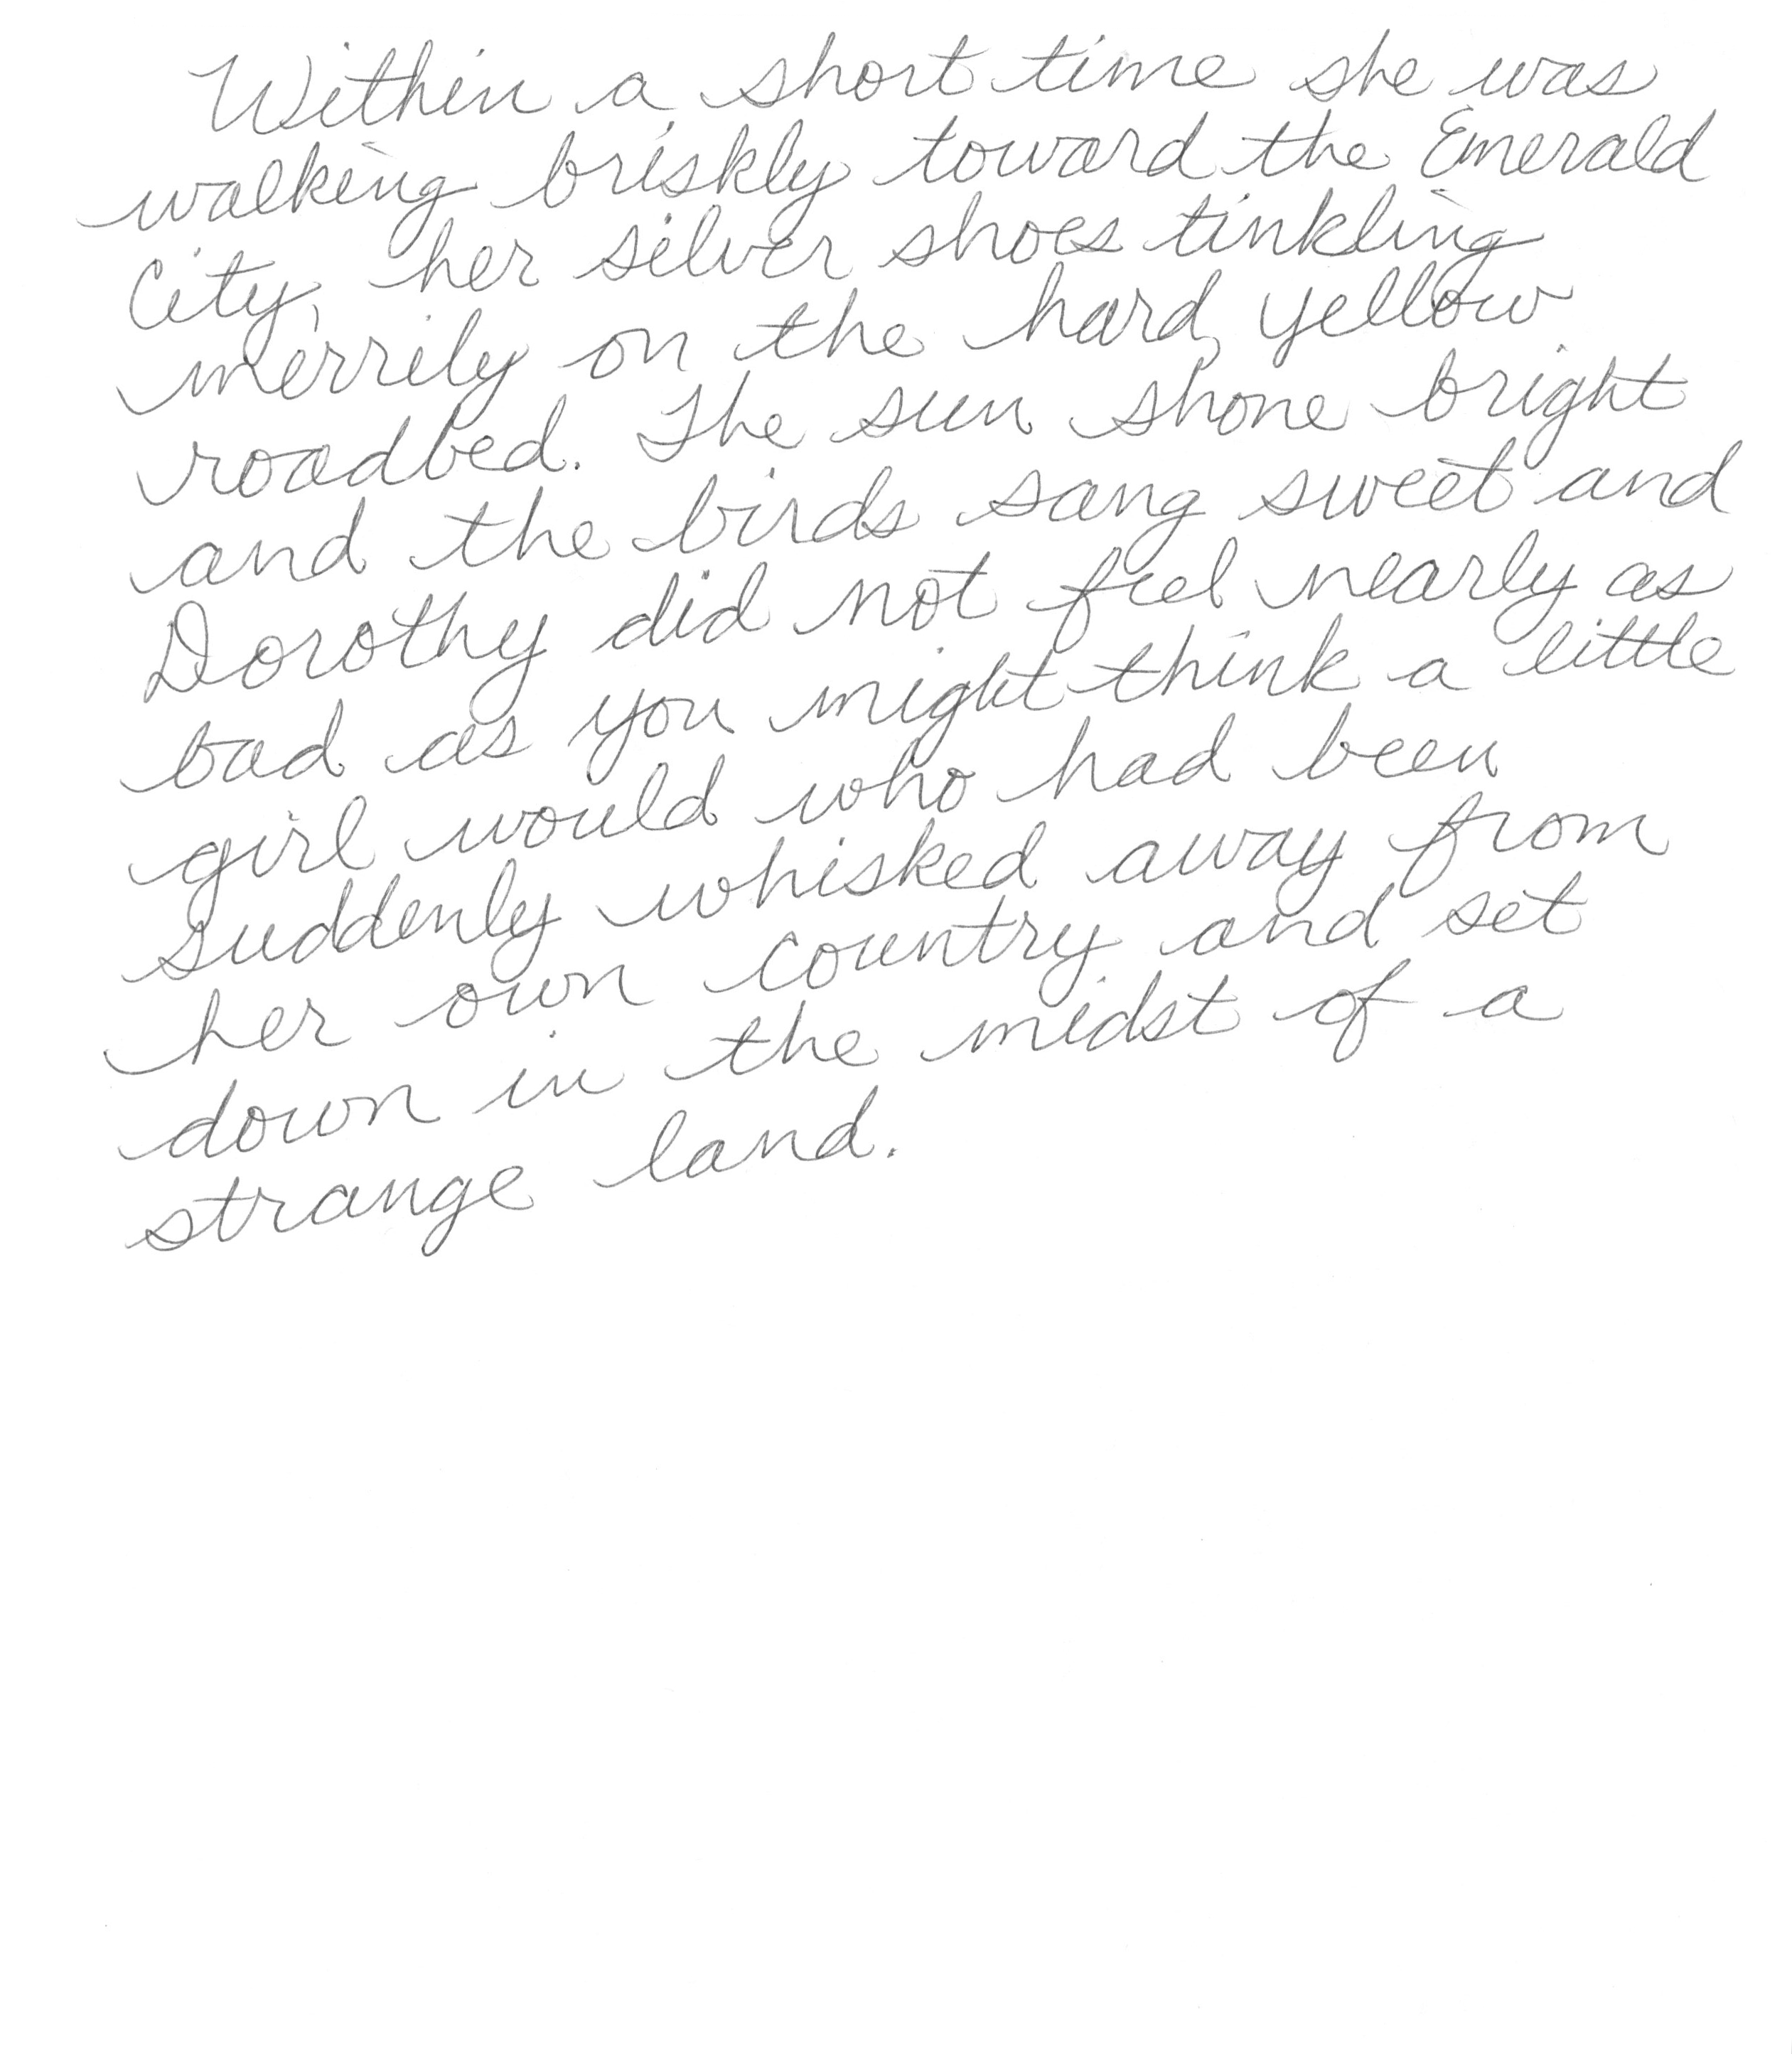 Within a short time she was
walking briskly toward the Emerald
City, her silver shoes tinkling
merrily on the hard, yellow
roadbed. The sun shone bright
and the birds sang sweet and
Dorothy did not feel nearly as
bad as you might think a little
girl would who had been
suddenly whisked away from
her own country and set
down in the midst of a
strange land.